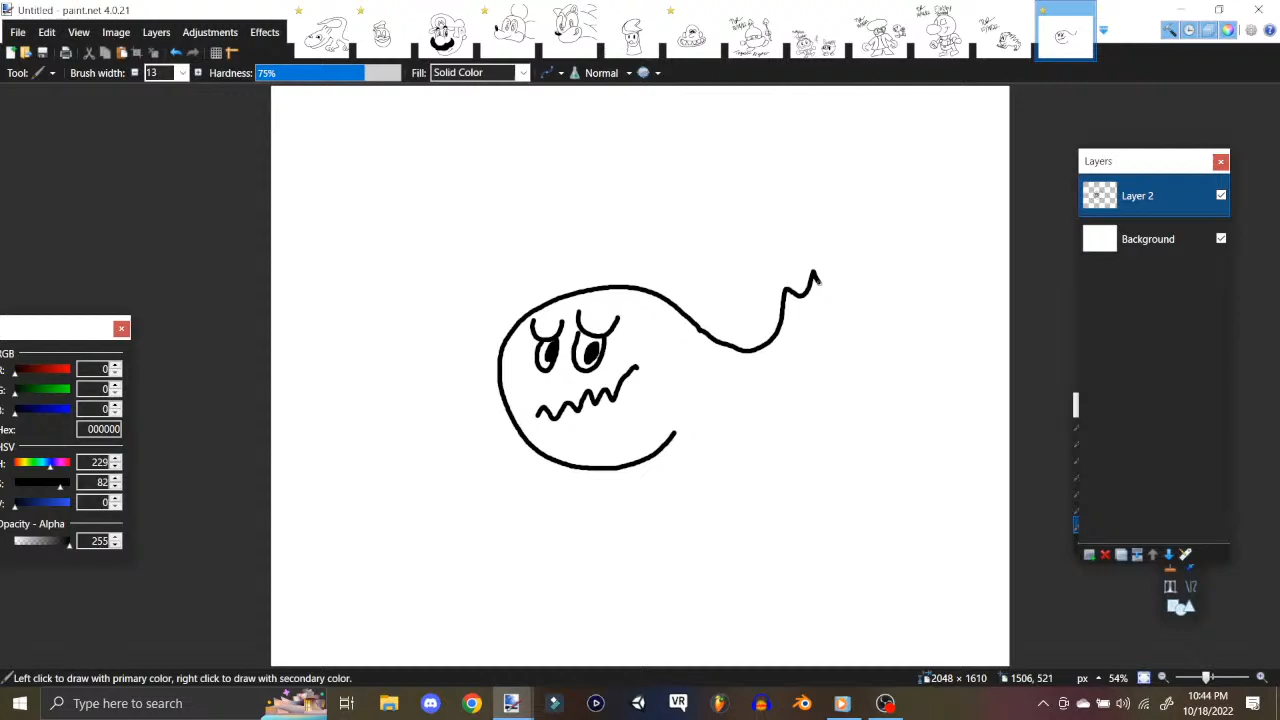 Untitled - paint.net 4.0.21
File Edit View Image Layers Adjustments Effects
Tool: Brush width: 13 Hardness: 75% Fill: Solid Color Normal
Layers
Layer 2
Background
RGB
R: 0
G: 0
B: 0
Hex: 000000
HSV
H: 229
S: 82
V: 0
Opacity - Alpha
255
Left click to draw with primary color, right click to draw with secondary color. 2048 × 1610 1506, 521 px 54%
Type here to search VR 10:44 PM
10/18/2022